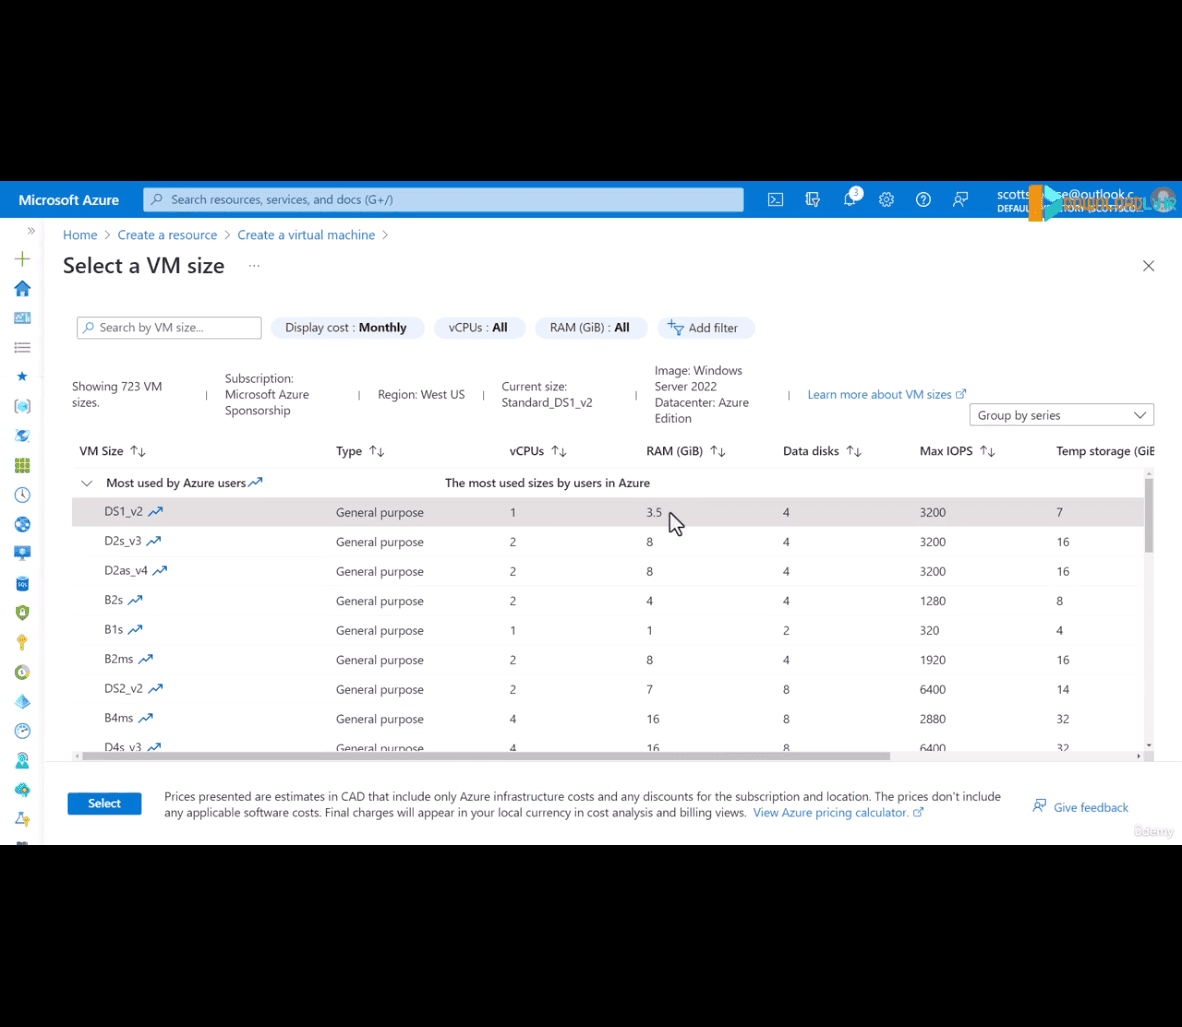 Microsoft Azure
Search resources, services, and docs (G+/)
3
Home > Create a resource > Create a virtual machine >
Select a VM size ...
Search by VM size...
Display cost : Monthly
vCPUs : All
RAM (GiB) : All
Add filter
Showing 723 VM
sizes.
Subscription:
Microsoft Azure
Sponsorship
Region: West US
Current size:
Standard_DS1_v2
Image: Windows
Server 2022
Datacenter: Azure
Edition
Learn more about VM sizes
Group by series
VM Size Type vCPUs RAM (GiB) Data disks Max IOPS Temp storage (GiB
Most used by Azure users The most used sizes by users in Azure
DS1_v2 General purpose 1 3.5 4 3200 7
D2s_v3 General purpose 2 8 4 3200 16
D2as_v4 General purpose 2 8 4 3200 16
B2s General purpose 2 4 4 1280 8
B1s General purpose 1 1 2 320 4
B2ms General purpose 2 8 4 1920 16
DS2_v2 General purpose 2 7 8 6400 14
B4ms General purpose 4 16 8 2880 32
D4s_v3 General purpose 4 16 8 6400 32
Select
Prices presented are estimates in CAD that include only Azure infrastructure costs and any discounts for the subscription and location. The prices don't include
any applicable software costs. Final charges will appear in your local currency in cost analysis and billing views. View Azure pricing calculator.
Give feedback
ûdemy